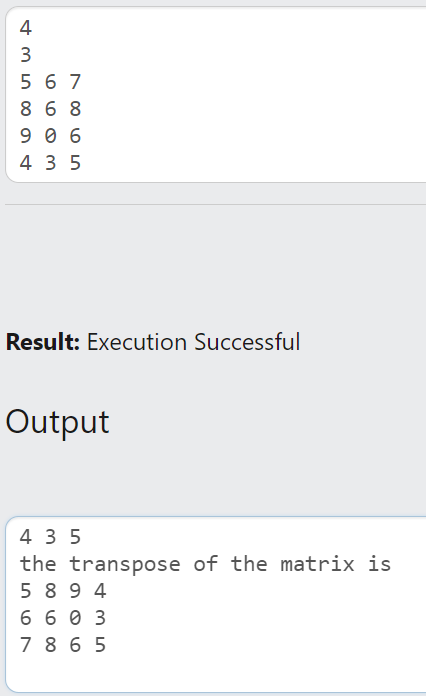 4
3
5 6 7
8 6 8
9 0 6
4 3 5
Result: Execution Successful
Output
4 3 5
the transpose of the matrix is
5 8 9 4
6 6 0 3
7 8 6 5